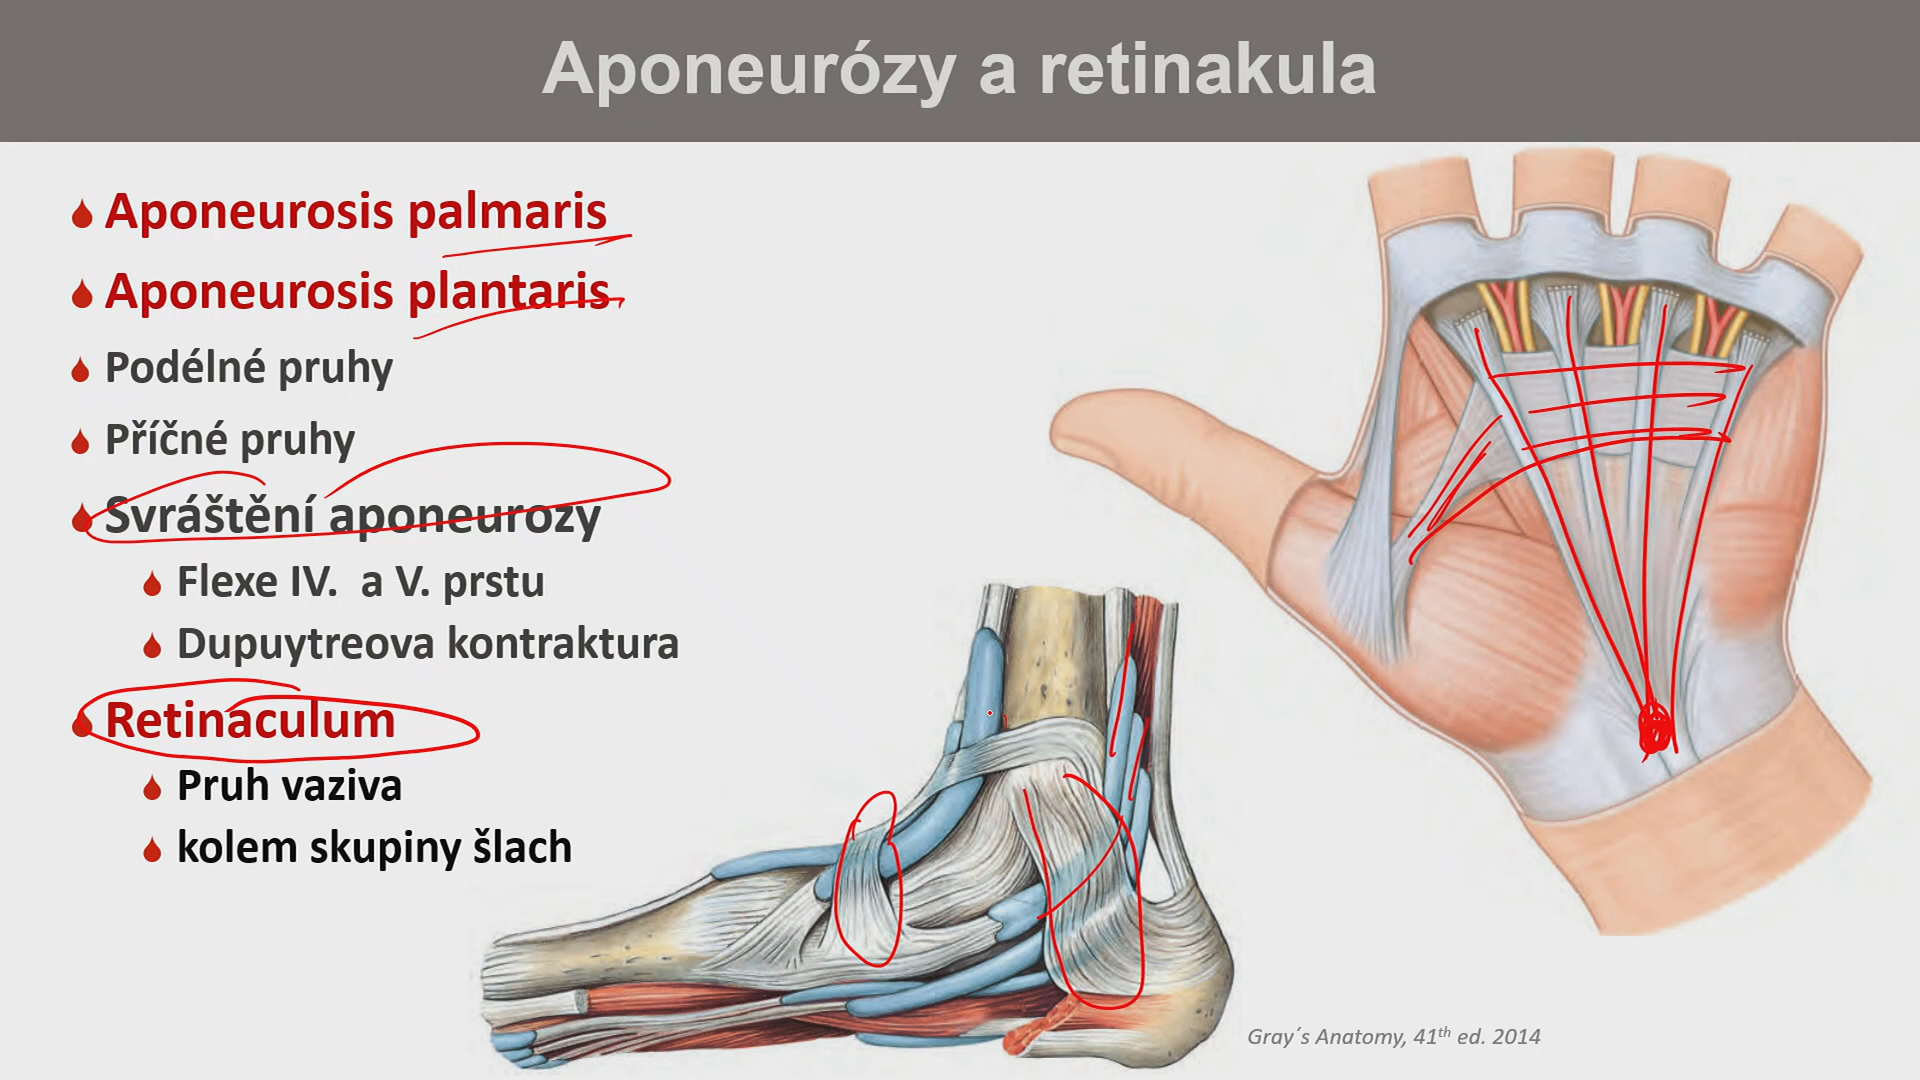 Aponeurózy a retinakula
Aponeurosis palmaris
Aponeurosis plantaris
Podélné pruhy
Příčné pruhy
Svráštění aponeurozy
Flexe IV. a V. prstu
Dupuytreova kontraktura
Retinaculum
Pruh vaziva
kolem skupiny šlach
Gray´s Anatomy, 41th ed. 2014